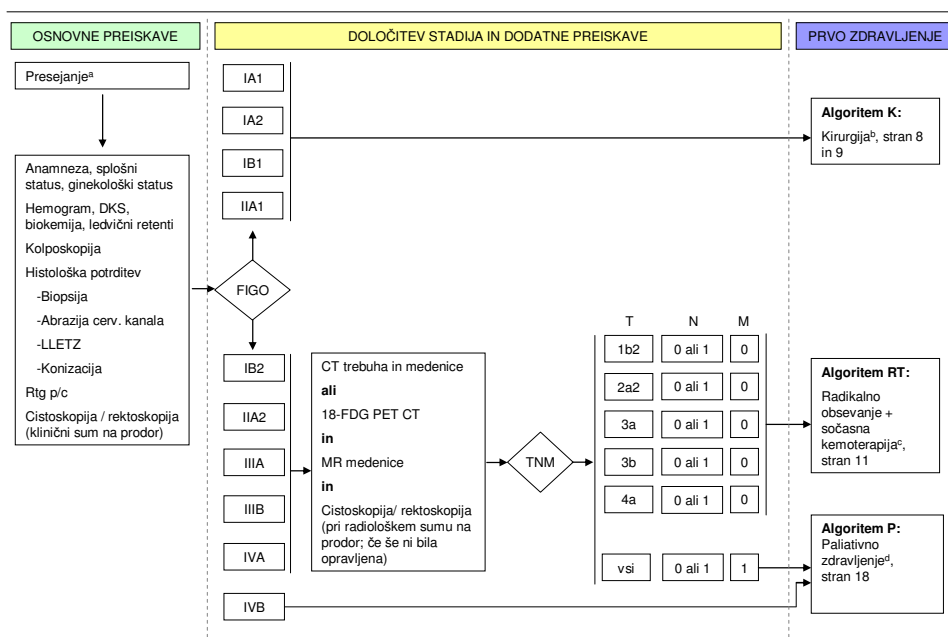 OSNOVNE PREISKAVE
DOLOČITEV STADIJA IN DODATNE PREISKAVE
PRVO ZDRAVLJENJE
Presejanjeᵃ
Anamneza, splošni
status, ginekološki status
Hemogram, DKS,
biokemija, ledvični retenti
Kolposkopija
Histološka potrditev
-Biopsija
-Abrazija cerv. kanala
-LLETZ
-Konizacija
Rtg p/c
Cistoskopija / rektoskopija
(klinični sum na prodor)
IA1
IA2
IB1
IIA1
FIGO
IB2
IIA2
IIIA
IIIB
IVA
IVB
CT trebuha in medenice
ali
18-FDG PET CT
in
MR medenice
in
Cistoskopija/ rektoskopija
(pri radiološkem sumu na
prodor; če še ni bila
opravljena)
TNM
T N M
1b2 0 ali 1 0
2a2 0 ali 1 0
3a 0 ali 1 0
3b 0 ali 1 0
4a 0 ali 1 0
vsi 0 ali 1 1
Algoritem K:
Kirurgijaᵇ, stran 8
in 9
Algoritem RT:
Radikalno
obsevanje +
sočasna
kemoterapijaᶜ,
stran 11
Algoritem P:
Paliativno
zdravljenjeᵈ,
stran 18